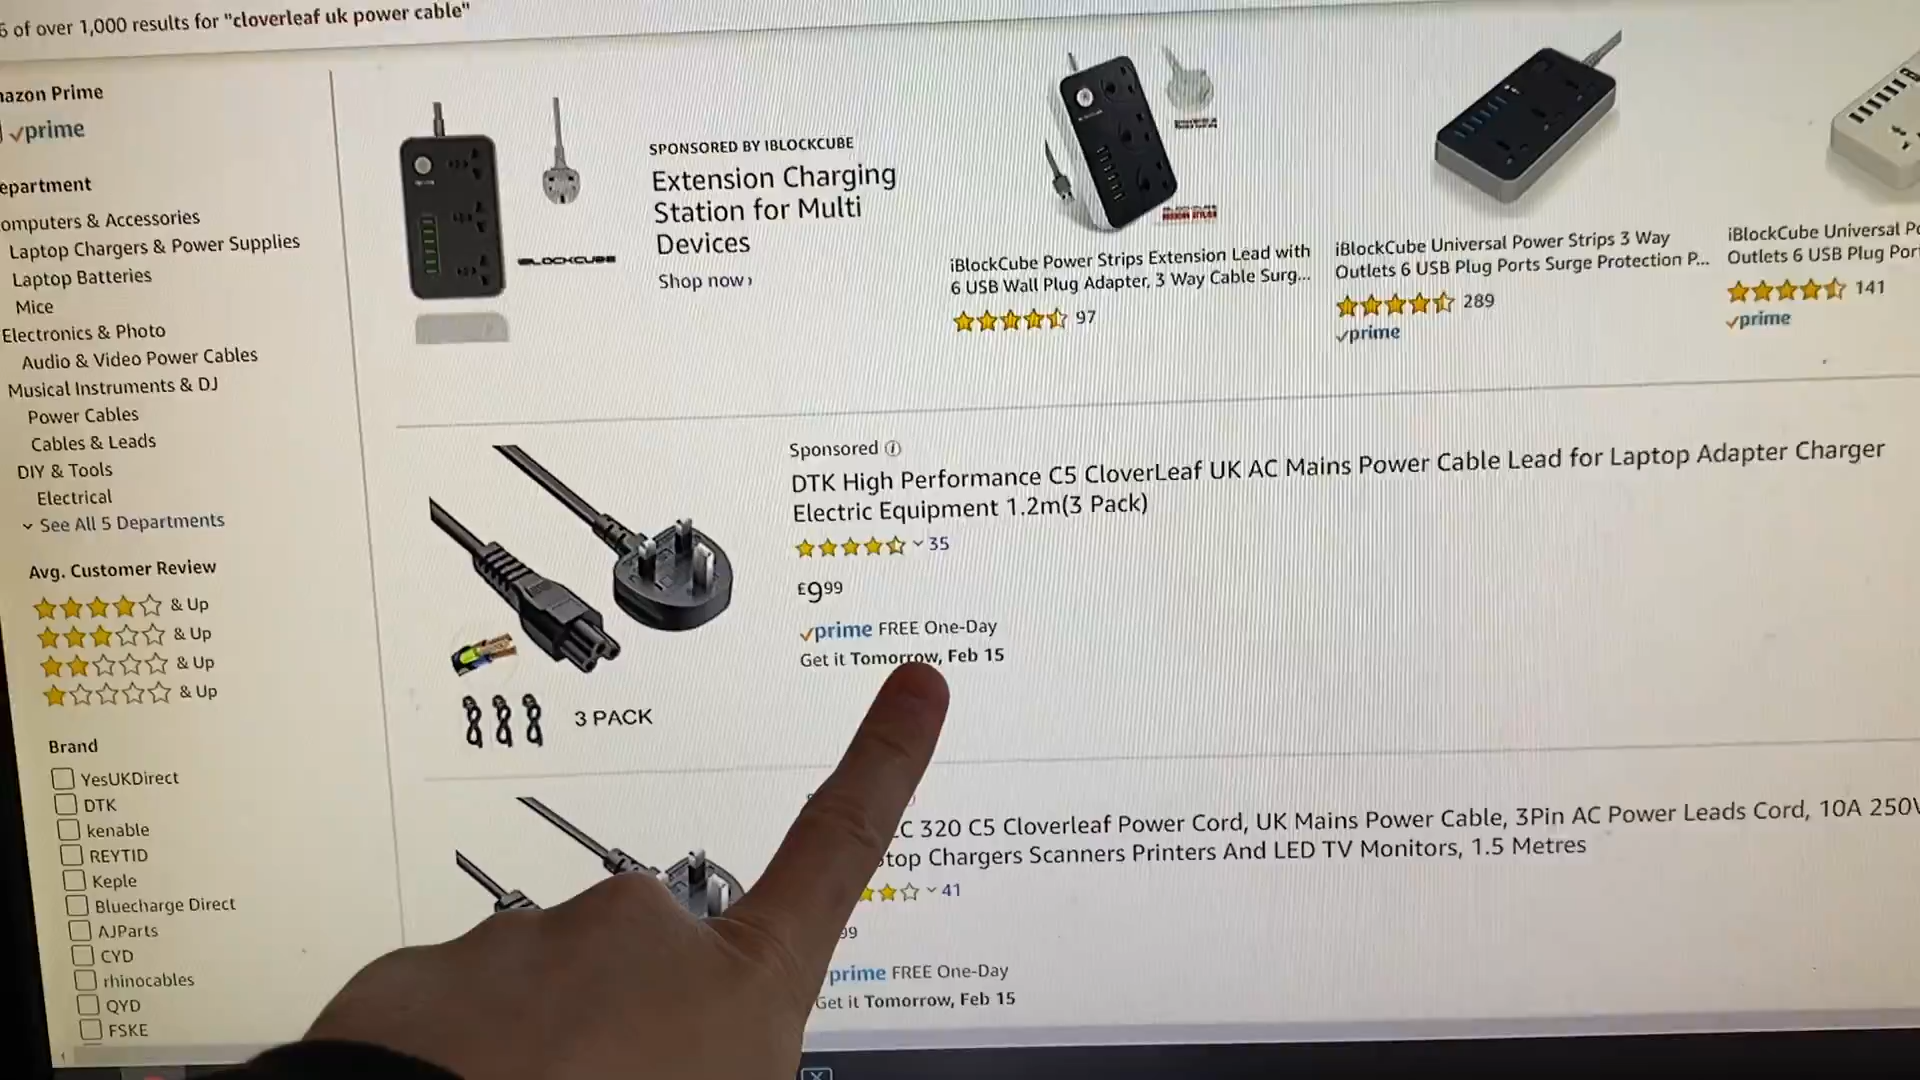 of over 1,000 results for "cloverleaf uk power cable"
prime
Computers & Accessories
Laptop Chargers & Power Supplies
Laptop Batteries
Mice
Electronics & Photo
Audio & Video Power Cables
Musical Instruments & DJ
Power Cables
Cables & Leads
DIY & Tools
Electrical
See All 5 Departments
Avg. Customer Review
& Up
& Up
& Up
& Up
Brand
YesUKDirect
DTK
kenable
REYTID
Keple
Bluecharge Direct
AJParts
CYD
rhinocables
QYD
FSKE
BLOCKCUBE
SPONSORED BY IBLOCKCUBE
Extension Charging
Station for Multi
Devices
Shop now ›
iBlockCube Power Strips Extension Lead with
6 USB Wall Plug Adapter, 3 Way Cable Surg...
97
iBlockCube Universal Power Strips 3 Way
Outlets 6 USB Plug Ports Surge Protection P...
289
prime
iBlockCube Universal
Outlets 6 USB Plug
141
prime
Sponsored
DTK High Performance C5 CloverLeaf UK AC Mains Power Cable Lead for Laptop Adapter Charger
Electric Equipment 1.2m(3 Pack)
35
£9 99
prime FREE One-Day
Get it Tomorrow, Feb 15
3 PACK
320 C5 Cloverleaf Power Cord, UK Mains Power Cable, 3Pin AC Power Leads Cord, 10A 250V
Chargers Scanners Printers And LED TV Monitors, 1.5 Metres
41
99
prime FREE One-Day
Get it Tomorrow, Feb 15